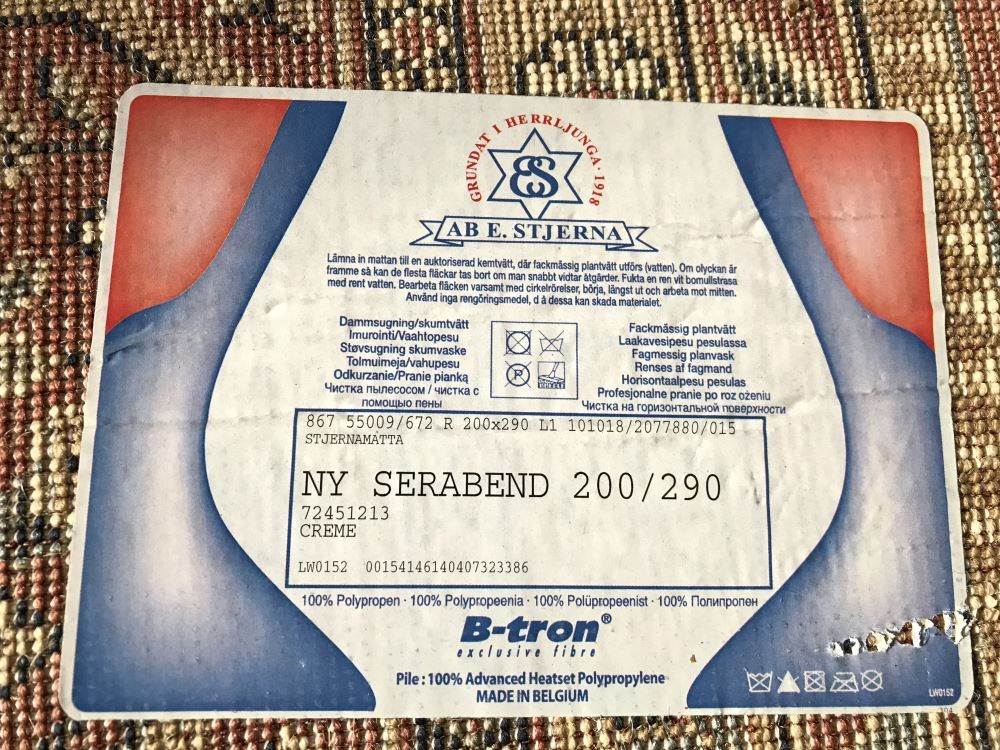 GRUNDAT I HERRLJUNGA · 1918
ES
AB E. STJERNA
Lämna in mattan till en auktoriserad kemtvätt, där fackmässig plantvätt utförs (vatten). Om olyckan är
framme så kan de flesta fläckar tas bort om man snabbt vidtar åtgärder. Fukta en ren vit bomullstrasa
med rent vatten. Bearbeta fläcken varsamt med cirkelrörelser, börja, längst ut och arbeta mot mitten.
Använd inga rengöringsmedel, d å dessa kan skada materialet.
Dammsugning/skumtvätt
Imurointi/Vaahtopesu
Støvsugning skumvaske
Tolmuimeja/vahupesu
Odkurzanie/Pranie pianką
Чистка пылесосом / чистка с
помощью пены
P
Fackmässig plantvätt
Laakavesipesu pesulassa
Fagmessig planvask
Renses af fagmand
Horisontaalpesu pesulas
Profesjonalne pranie po roz ożeniu
Чистка на горизонтальной поверхности
867 55009/672 R 200x290 L1 101018/2077880/015
STJERNAMATTA
NY SERABEND 200/290
72451213
CREME
LW0152 00154146140407323386
100% Polypropen · 100% Polypropeenia · 100% Polüpropeenist · 100% Полипропен
B-tron®
exclusive fibre
Pile : 100% Advanced Heatset Polypropylene
MADE IN BELGIUM
LW0152